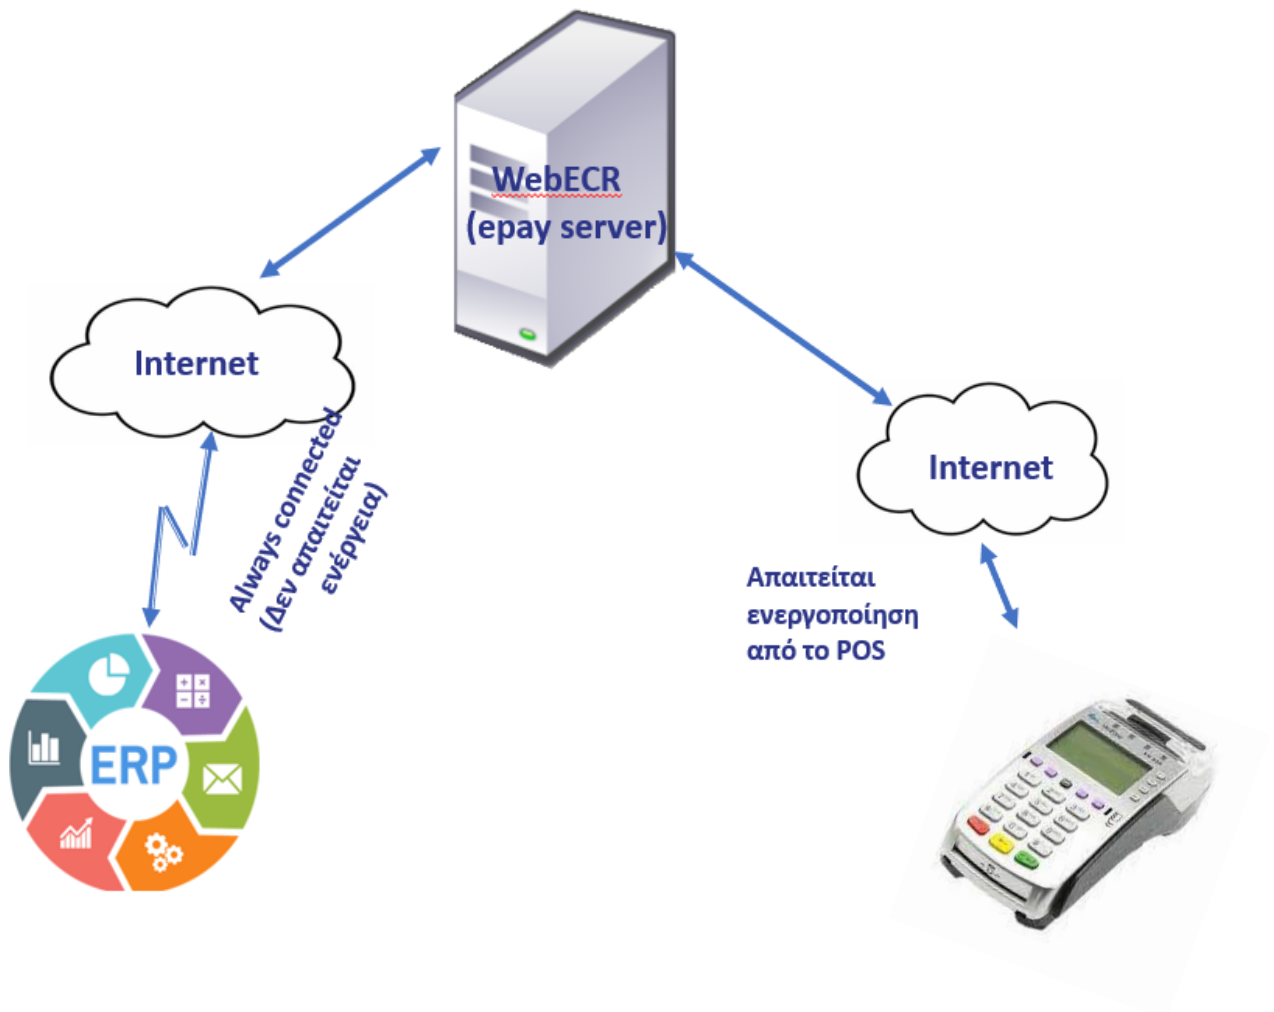 WebECR
(epay server)
Internet
Always connected
(Δεν απαιτείται
ενέργεια)
Internet
Απαιτείται
ενεργοποίηση
από το POS
ERP